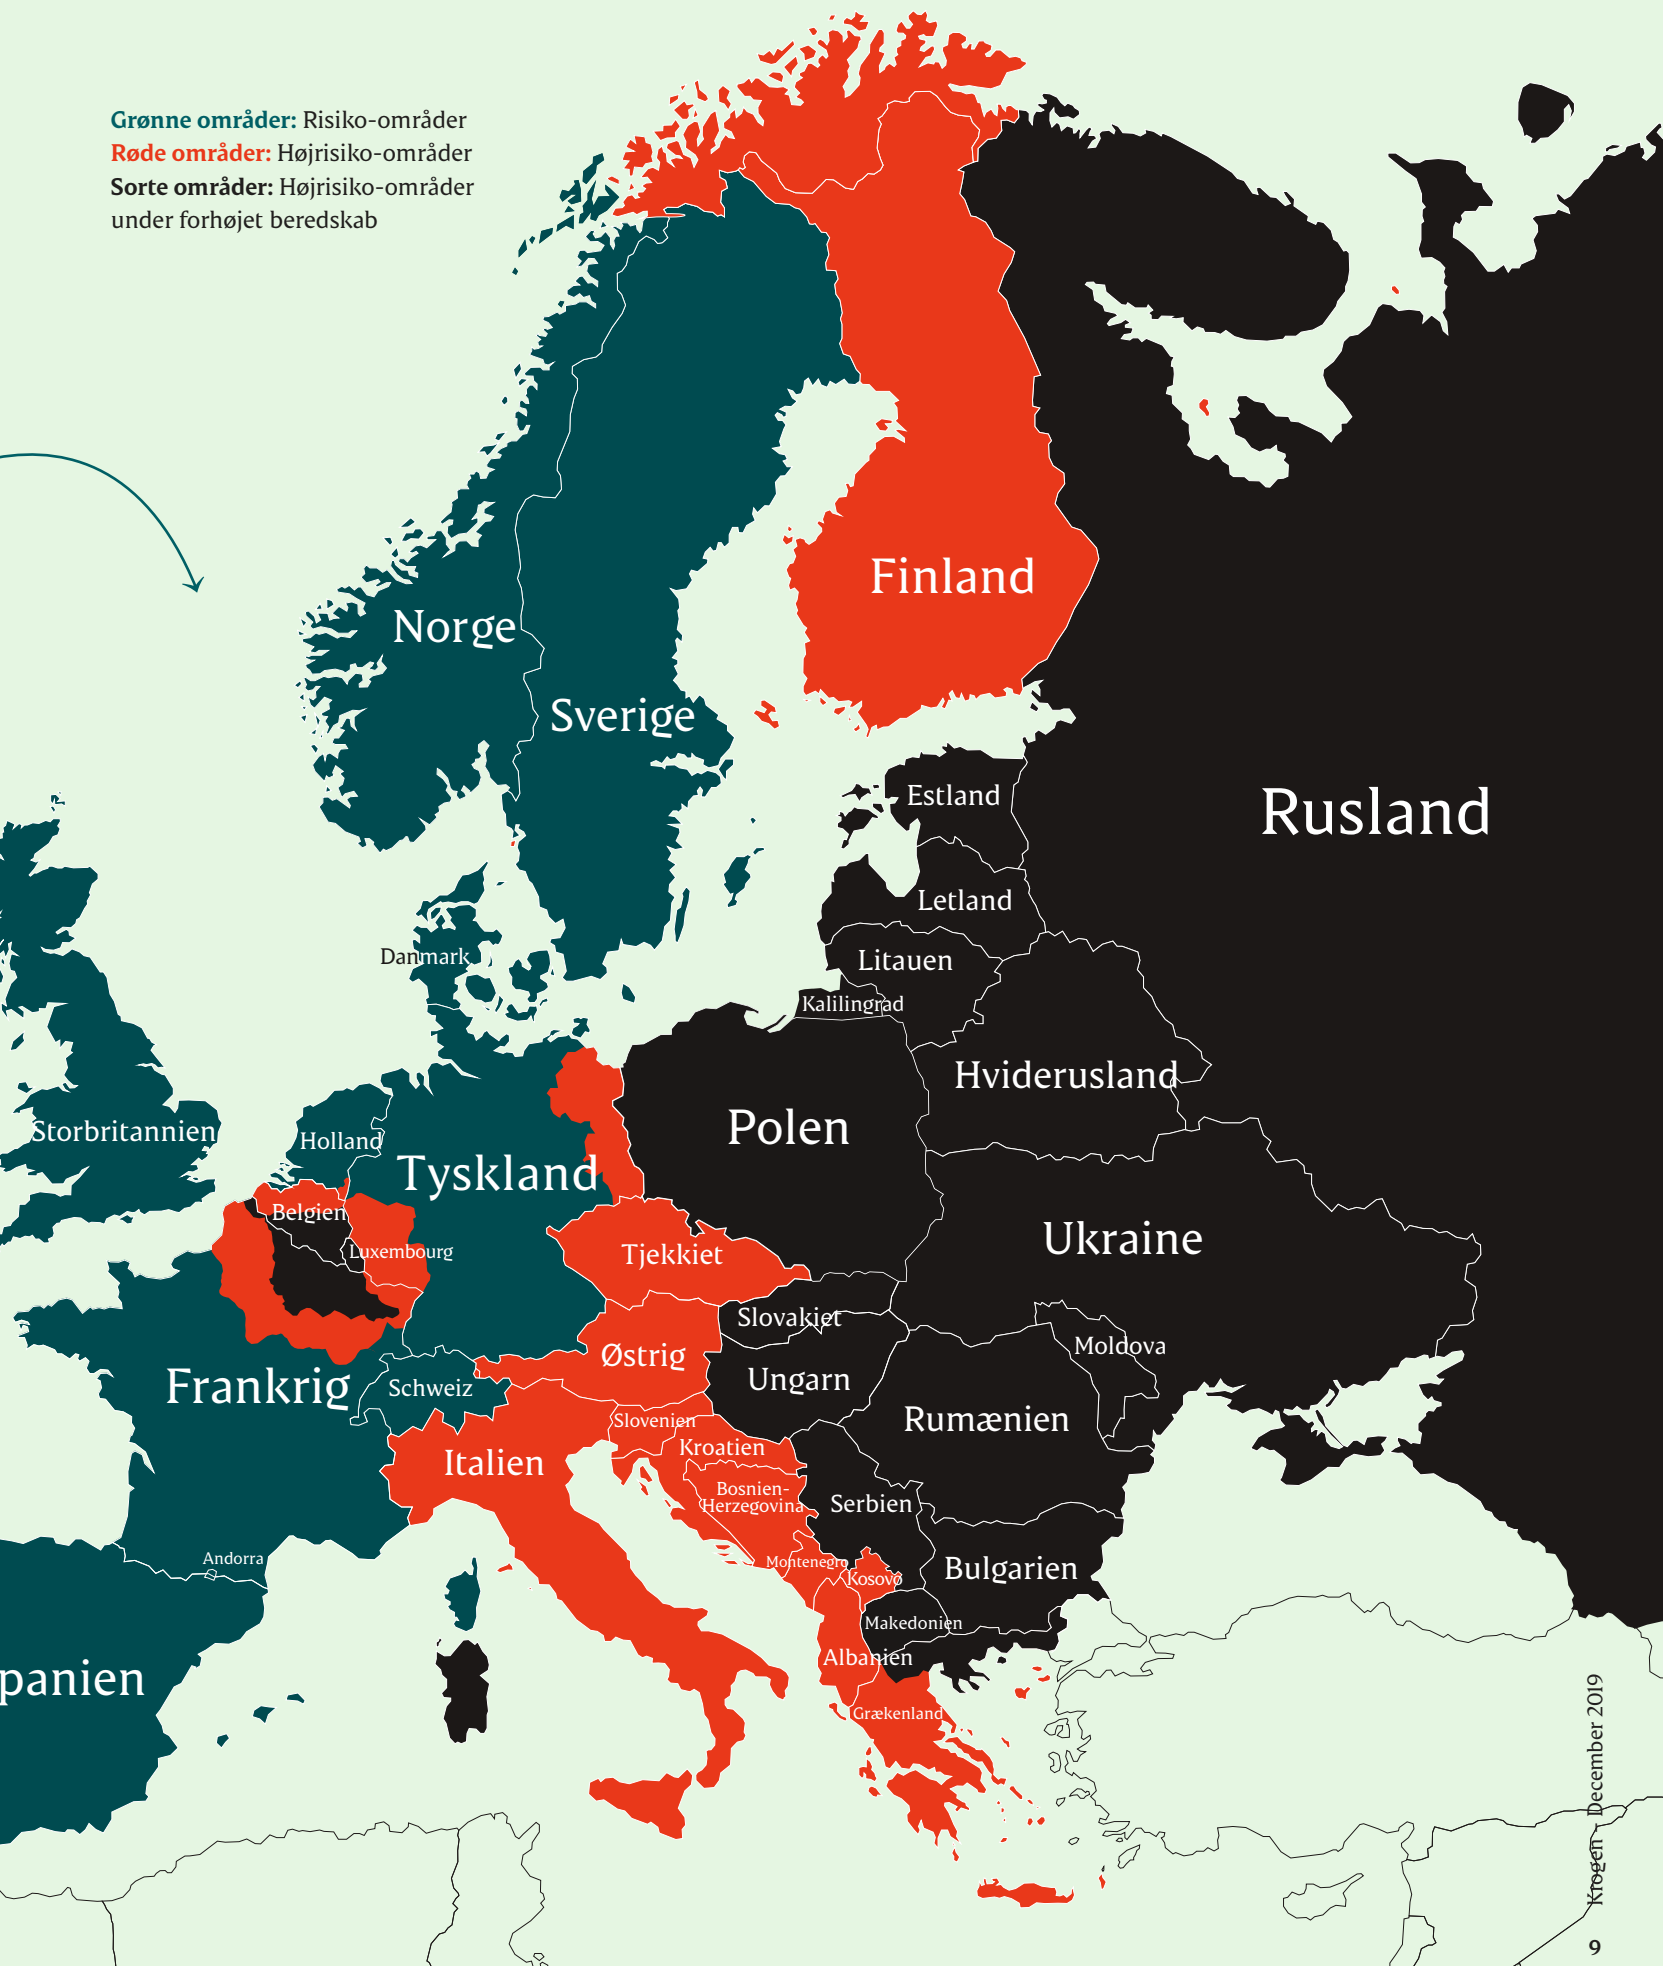 Grønne områder: Risiko-områder
Røde områder: Højrisiko-områder
Sorte områder: Højrisiko-områder
under forhøjet beredskab
Finland
Norge
Sverige
Rusland
Estland
Letland
Danmark
Litauen
Kalilingrad
Hviderusland
Storbritannien
Holland
Polen
Tyskland
Belgien
Luxembourg
Tjekkiet
Ukraine
Slovakiet
Moldova
Østrig
Frankrig
Schweiz
Ungarn
Rumænien
Slovenien
Kroatien
Italien
Bosnien-
Herzegovina
Serbien
Andorra
Montenegro
Kosovo
Bulgarien
Makedonien
Albanien
panien
Grækenland
Krogen – December 2019
9